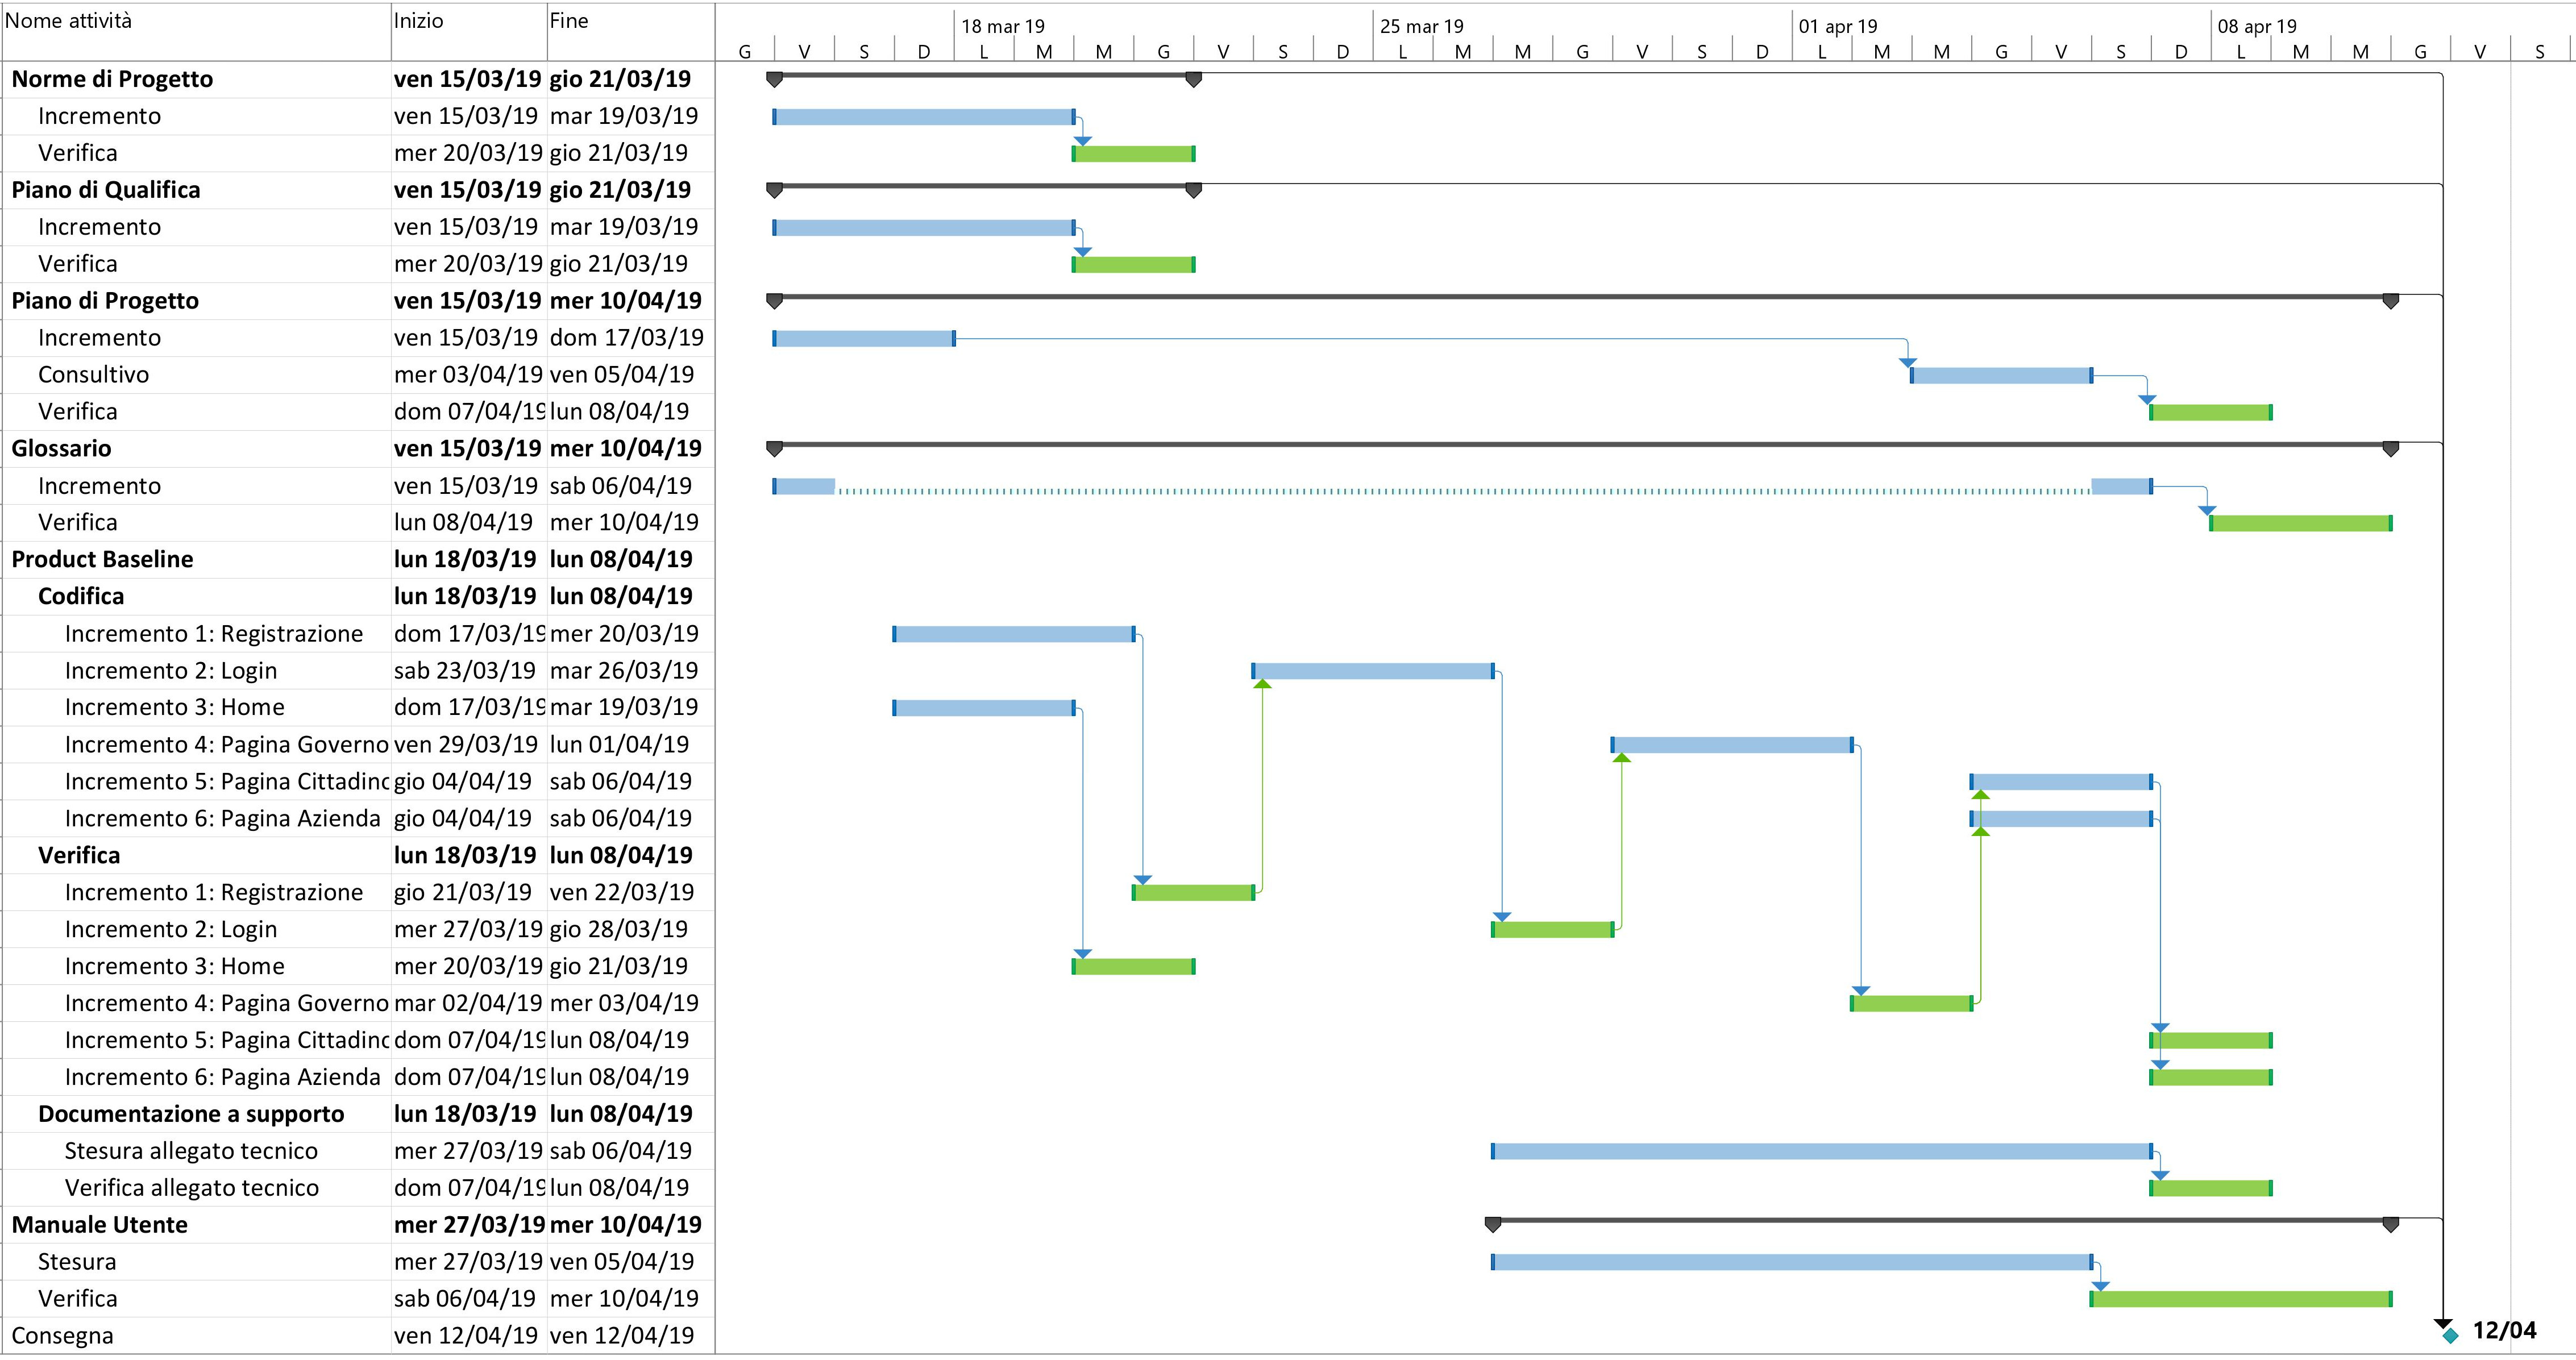 Nome attività Inizio Fine 18 mar 19 25 mar 19 01 apr 19 08 apr 19
G V S D L M M G V S D L M M G V S D L M M G V S D L M M G V S
Norme di Progetto ven 15/03/19 gio 21/03/19
Incremento ven 15/03/19 mar 19/03/19
Verifica mer 20/03/19 gio 21/03/19
Piano di Qualifica ven 15/03/19 gio 21/03/19
Incremento ven 15/03/19 mar 19/03/19
Verifica mer 20/03/19 gio 21/03/19
Piano di Progetto ven 15/03/19 mer 10/04/19
Incremento ven 15/03/19 dom 17/03/19
Consultivo mer 03/04/19 ven 05/04/19
Verifica dom 07/04/19 lun 08/04/19
Glossario ven 15/03/19 mer 10/04/19
Incremento ven 15/03/19 sab 06/04/19
Verifica lun 08/04/19 mer 10/04/19
Product Baseline lun 18/03/19 lun 08/04/19
Codifica lun 18/03/19 lun 08/04/19
Incremento 1: Registrazione dom 17/03/19 mer 20/03/19
Incremento 2: Login sab 23/03/19 mar 26/03/19
Incremento 3: Home dom 17/03/19 mar 19/03/19
Incremento 4: Pagina Governo ven 29/03/19 lun 01/04/19
Incremento 5: Pagina Cittadino gio 04/04/19 sab 06/04/19
Incremento 6: Pagina Azienda gio 04/04/19 sab 06/04/19
Verifica lun 18/03/19 lun 08/04/19
Incremento 1: Registrazione gio 21/03/19 ven 22/03/19
Incremento 2: Login mer 27/03/19 gio 28/03/19
Incremento 3: Home mer 20/03/19 gio 21/03/19
Incremento 4: Pagina Governo mar 02/04/19 mer 03/04/19
Incremento 5: Pagina Cittadino dom 07/04/19 lun 08/04/19
Incremento 6: Pagina Azienda dom 07/04/19 lun 08/04/19
Documentazione a supporto lun 18/03/19 lun 08/04/19
Stesura allegato tecnico mer 27/03/19 sab 06/04/19
Verifica allegato tecnico dom 07/04/19 lun 08/04/19
Manuale Utente mer 27/03/19 mer 10/04/19
Stesura mer 27/03/19 ven 05/04/19
Verifica sab 06/04/19 mer 10/04/19
Consegna ven 12/04/19 ven 12/04/19 12/04